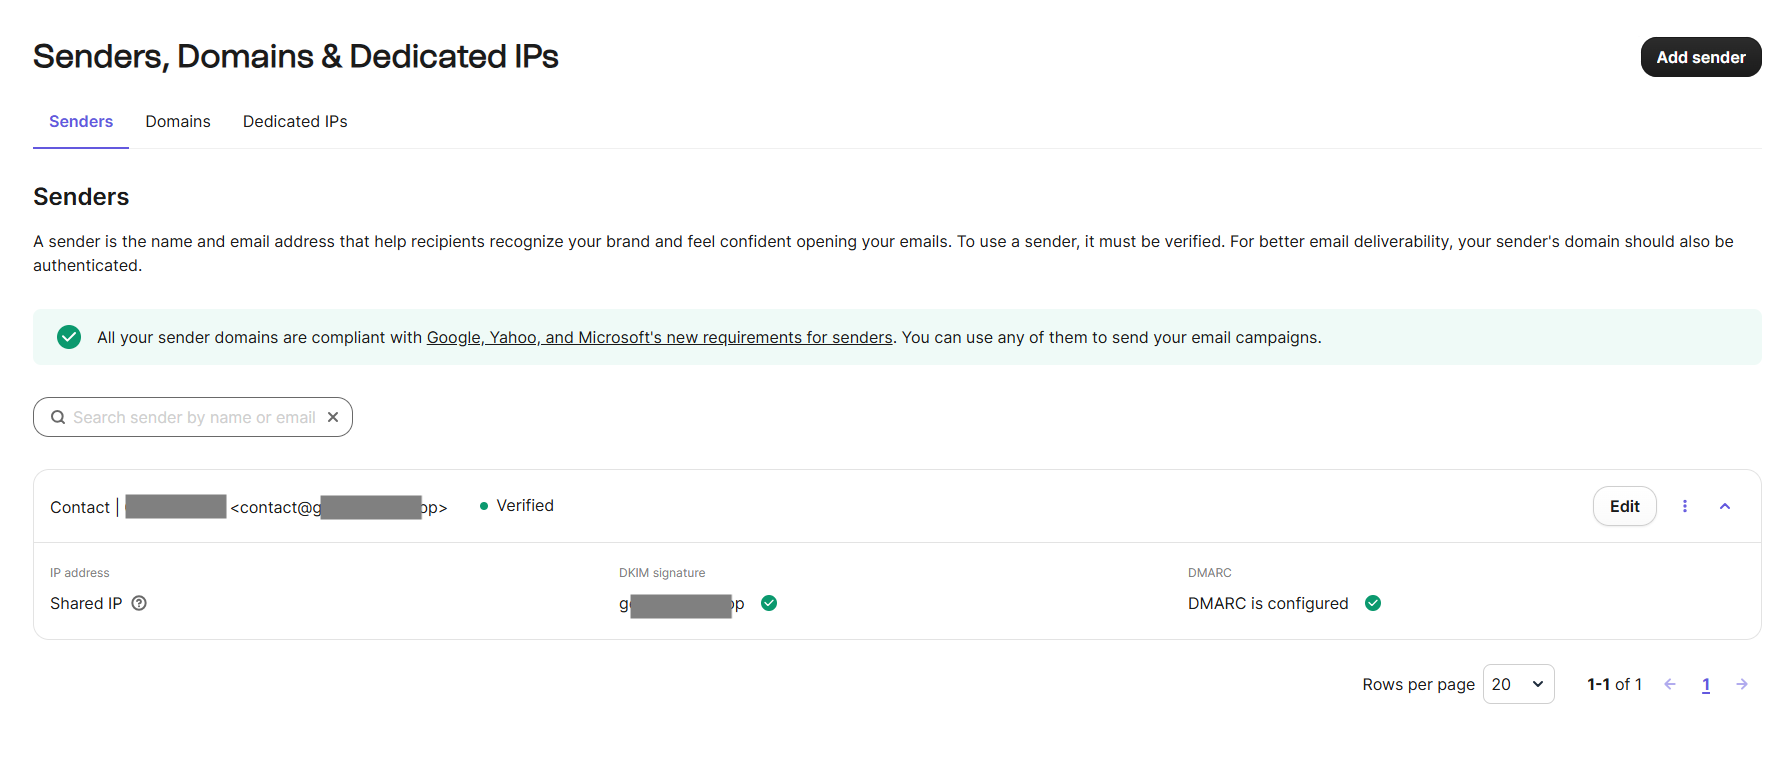 Senders, Domains & Dedicated IPs
Add sender
Senders Domains Dedicated IPs
Senders
A sender is the name and email address that help recipients recognize your brand and feel confident opening your emails. To use a sender, it must be verified. For better email deliverability, your sender's domain should also be
authenticated.
All your sender domains are compliant with Google, Yahoo, and Microsoft's new requirements for senders. You can use any of them to send your email campaigns.
Search sender by name or email
Contact | <contact@g pp> Verified
Edit
IP address DKIM signature DMARC
Shared IP g p DMARC is configured
Rows per page 20 1-1 of 1 1